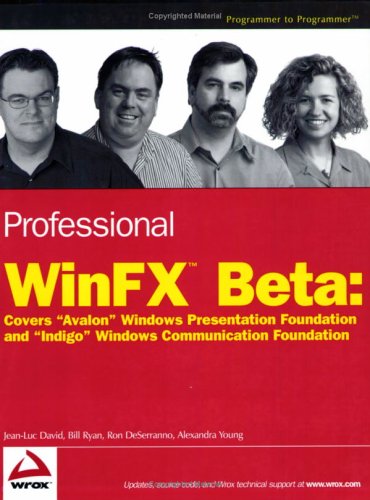 Copyrighted Material
Programmer to Programmer™
Professional
WinFX™ Beta:
Covers “Avalon” Windows Presentation Foundation
and “Indigo” Windows Communication Foundation
Jean-Luc David, Bill Ryan, Ron DeSerranno, Alexandra Young
wrox™
Updates, source code, and Wrox technical support at www.wrox.com